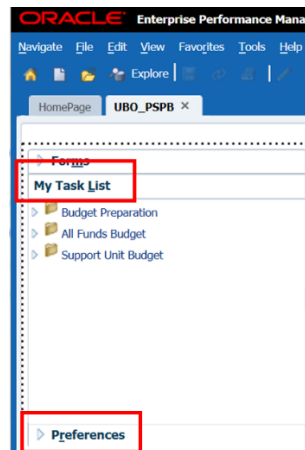 ORACLE Enterprise Performance Mana
Navigate File Edit View Favorites Tools Help
Explore
HomePage UBO_PSPB ×
Forms
My Task List
Budget Preparation
All Funds Budget
Support Unit Budget
Preferences